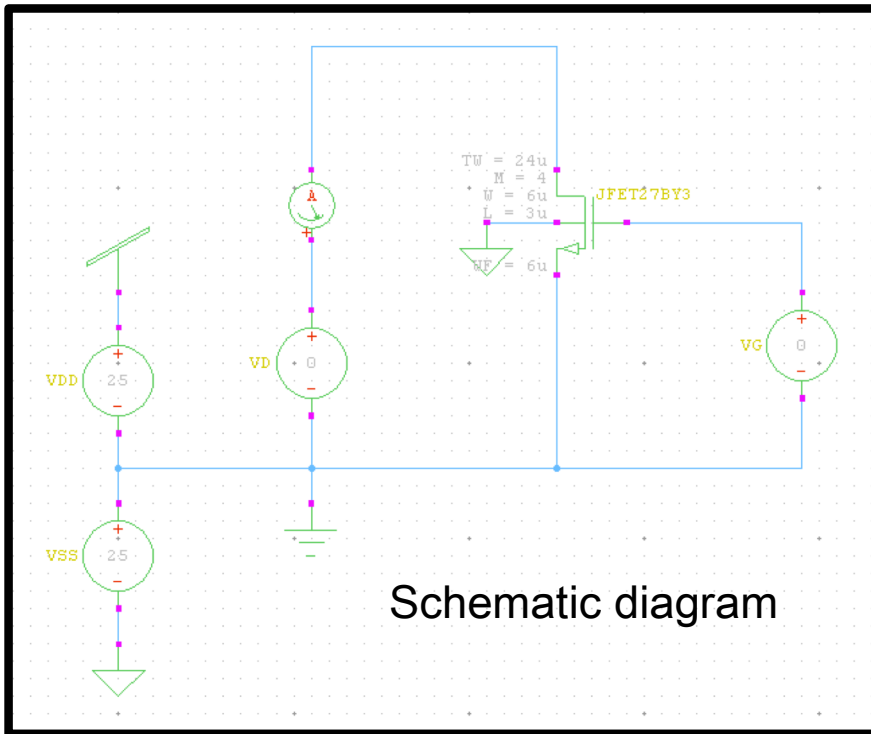 TW = 24u
M = 4
W = 6u
L = 3u
JFET27BY3
WF = 6u
A
+
+
VD
0
-
+
VG
0
-
+
VDD
25
-
+
VSS
25
-
Schematic diagram